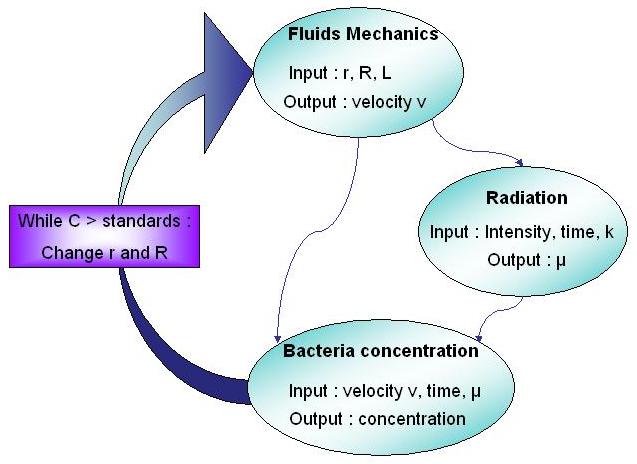 Fluids Mechanics
Input : r, R, L
Output : velocity v
Radiation
Input : Intensity, time, k
Output : µ
While C > standards :
Change r and R
Bacteria concentration
Input : velocity v, time, µ
Output : concentration